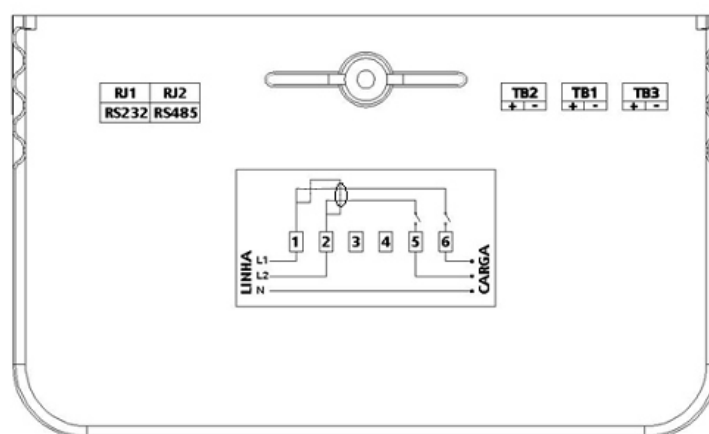 RJ1 RJ2
RS232 RS485
TB2 TB1 TB3
+ - + - + -
1 2 3 4 5 6
LINHA
L1
L2
N
CARGA